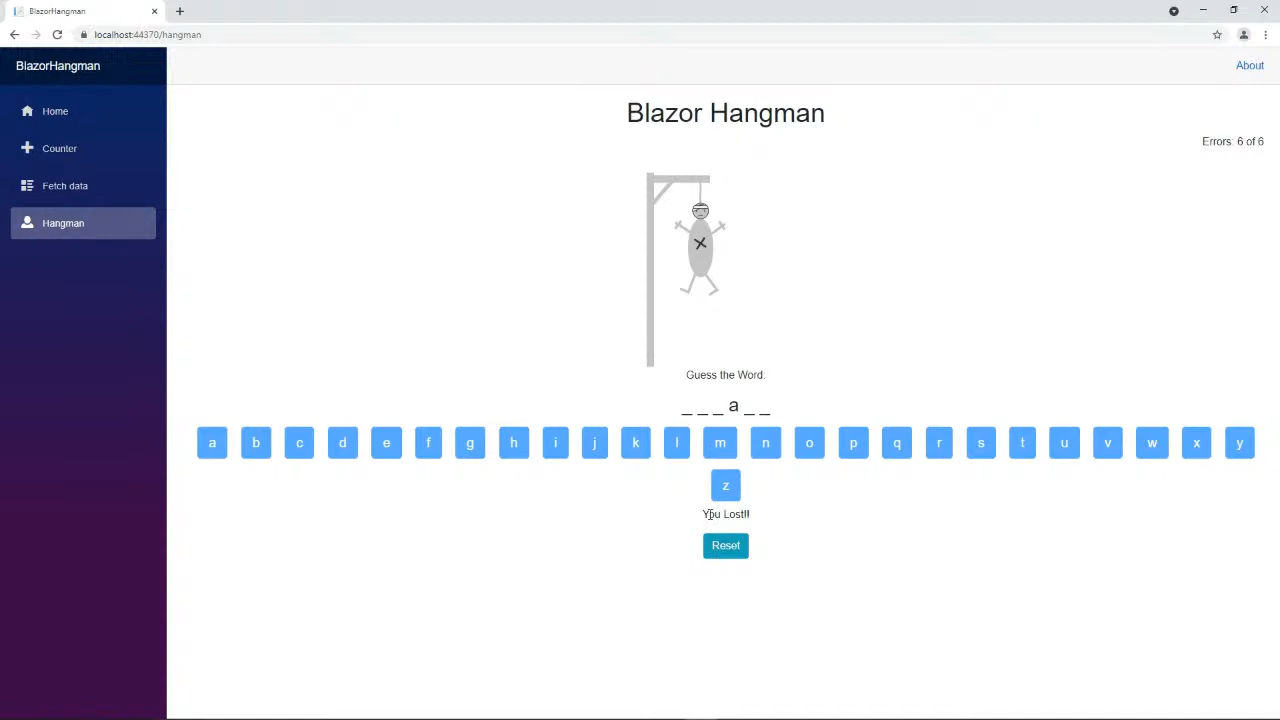 BlazorHangman
localhost:44370/hangman
BlazorHangman
About
Home
Counter
Fetch data
Hangman
Blazor Hangman
Errors: 6 of 6
Guess the Word:
_ _ _ a _ _
a b c d e f g h i j k l m n o p q r s t u v w x y
z
You Lost!!
Reset